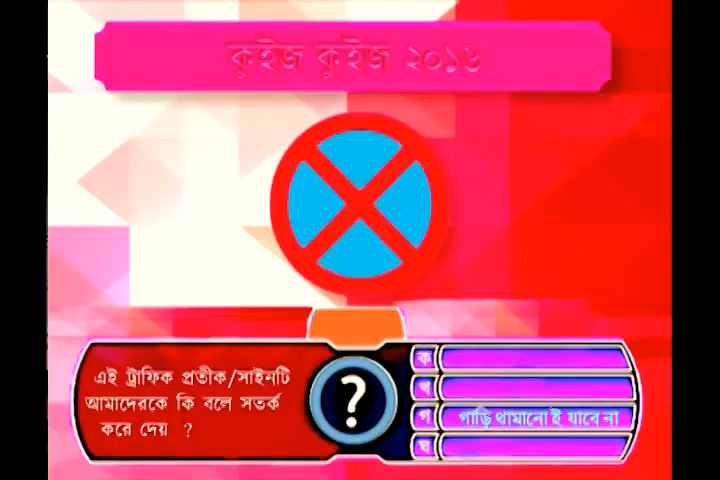 কুইজ কুইজ ২০১৬
এই ট্রাফিক প্রতীক/সাইনটি
আমাদেরকে কি বলে সতর্ক
করে দেয় ?
?
ক
খ
গ গাড়ি থামানো ই যাবে না
ঘ